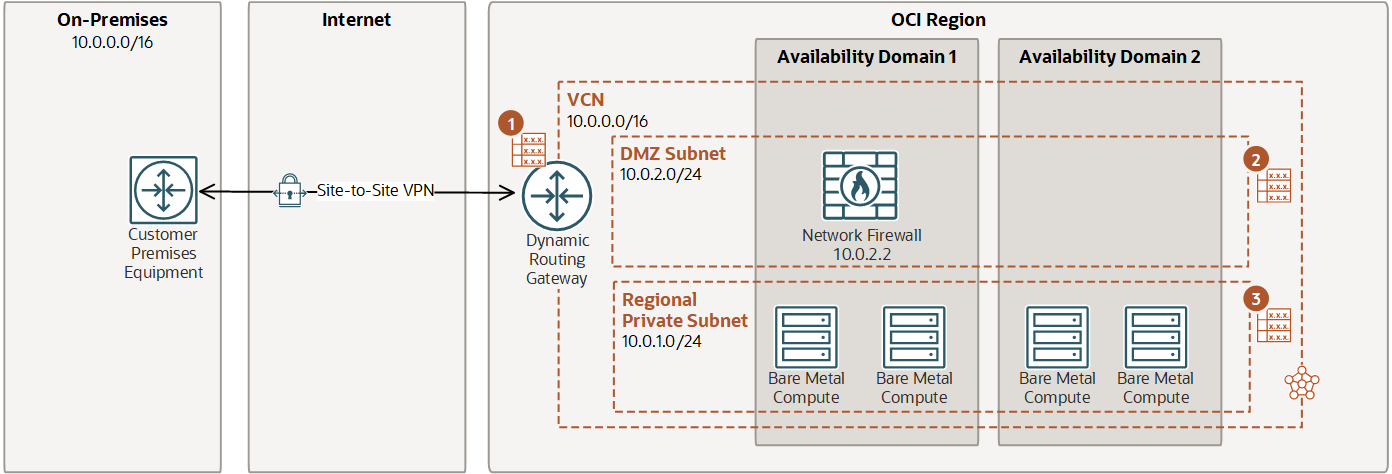 On-Premises
10.0.0.0/16
Internet
OCI Region
Availability Domain 1
Availability Domain 2
VCN
10.0.0.0/16
1
x.x.x.
x.x.x.
x.x.x.
DMZ Subnet
10.0.2.0/24
2
x.x.x.
x.x.x.
x.x.x.
Site-to-Site VPN
Customer
Premises
Equipment
Dynamic
Routing
Gateway
Network Firewall
10.0.2.2
Regional
Private Subnet
10.0.1.0/24
3
x.x.x.
x.x.x.
x.x.x.
Bare Metal
Compute
Bare Metal
Compute
Bare Metal
Compute
Bare Metal
Compute